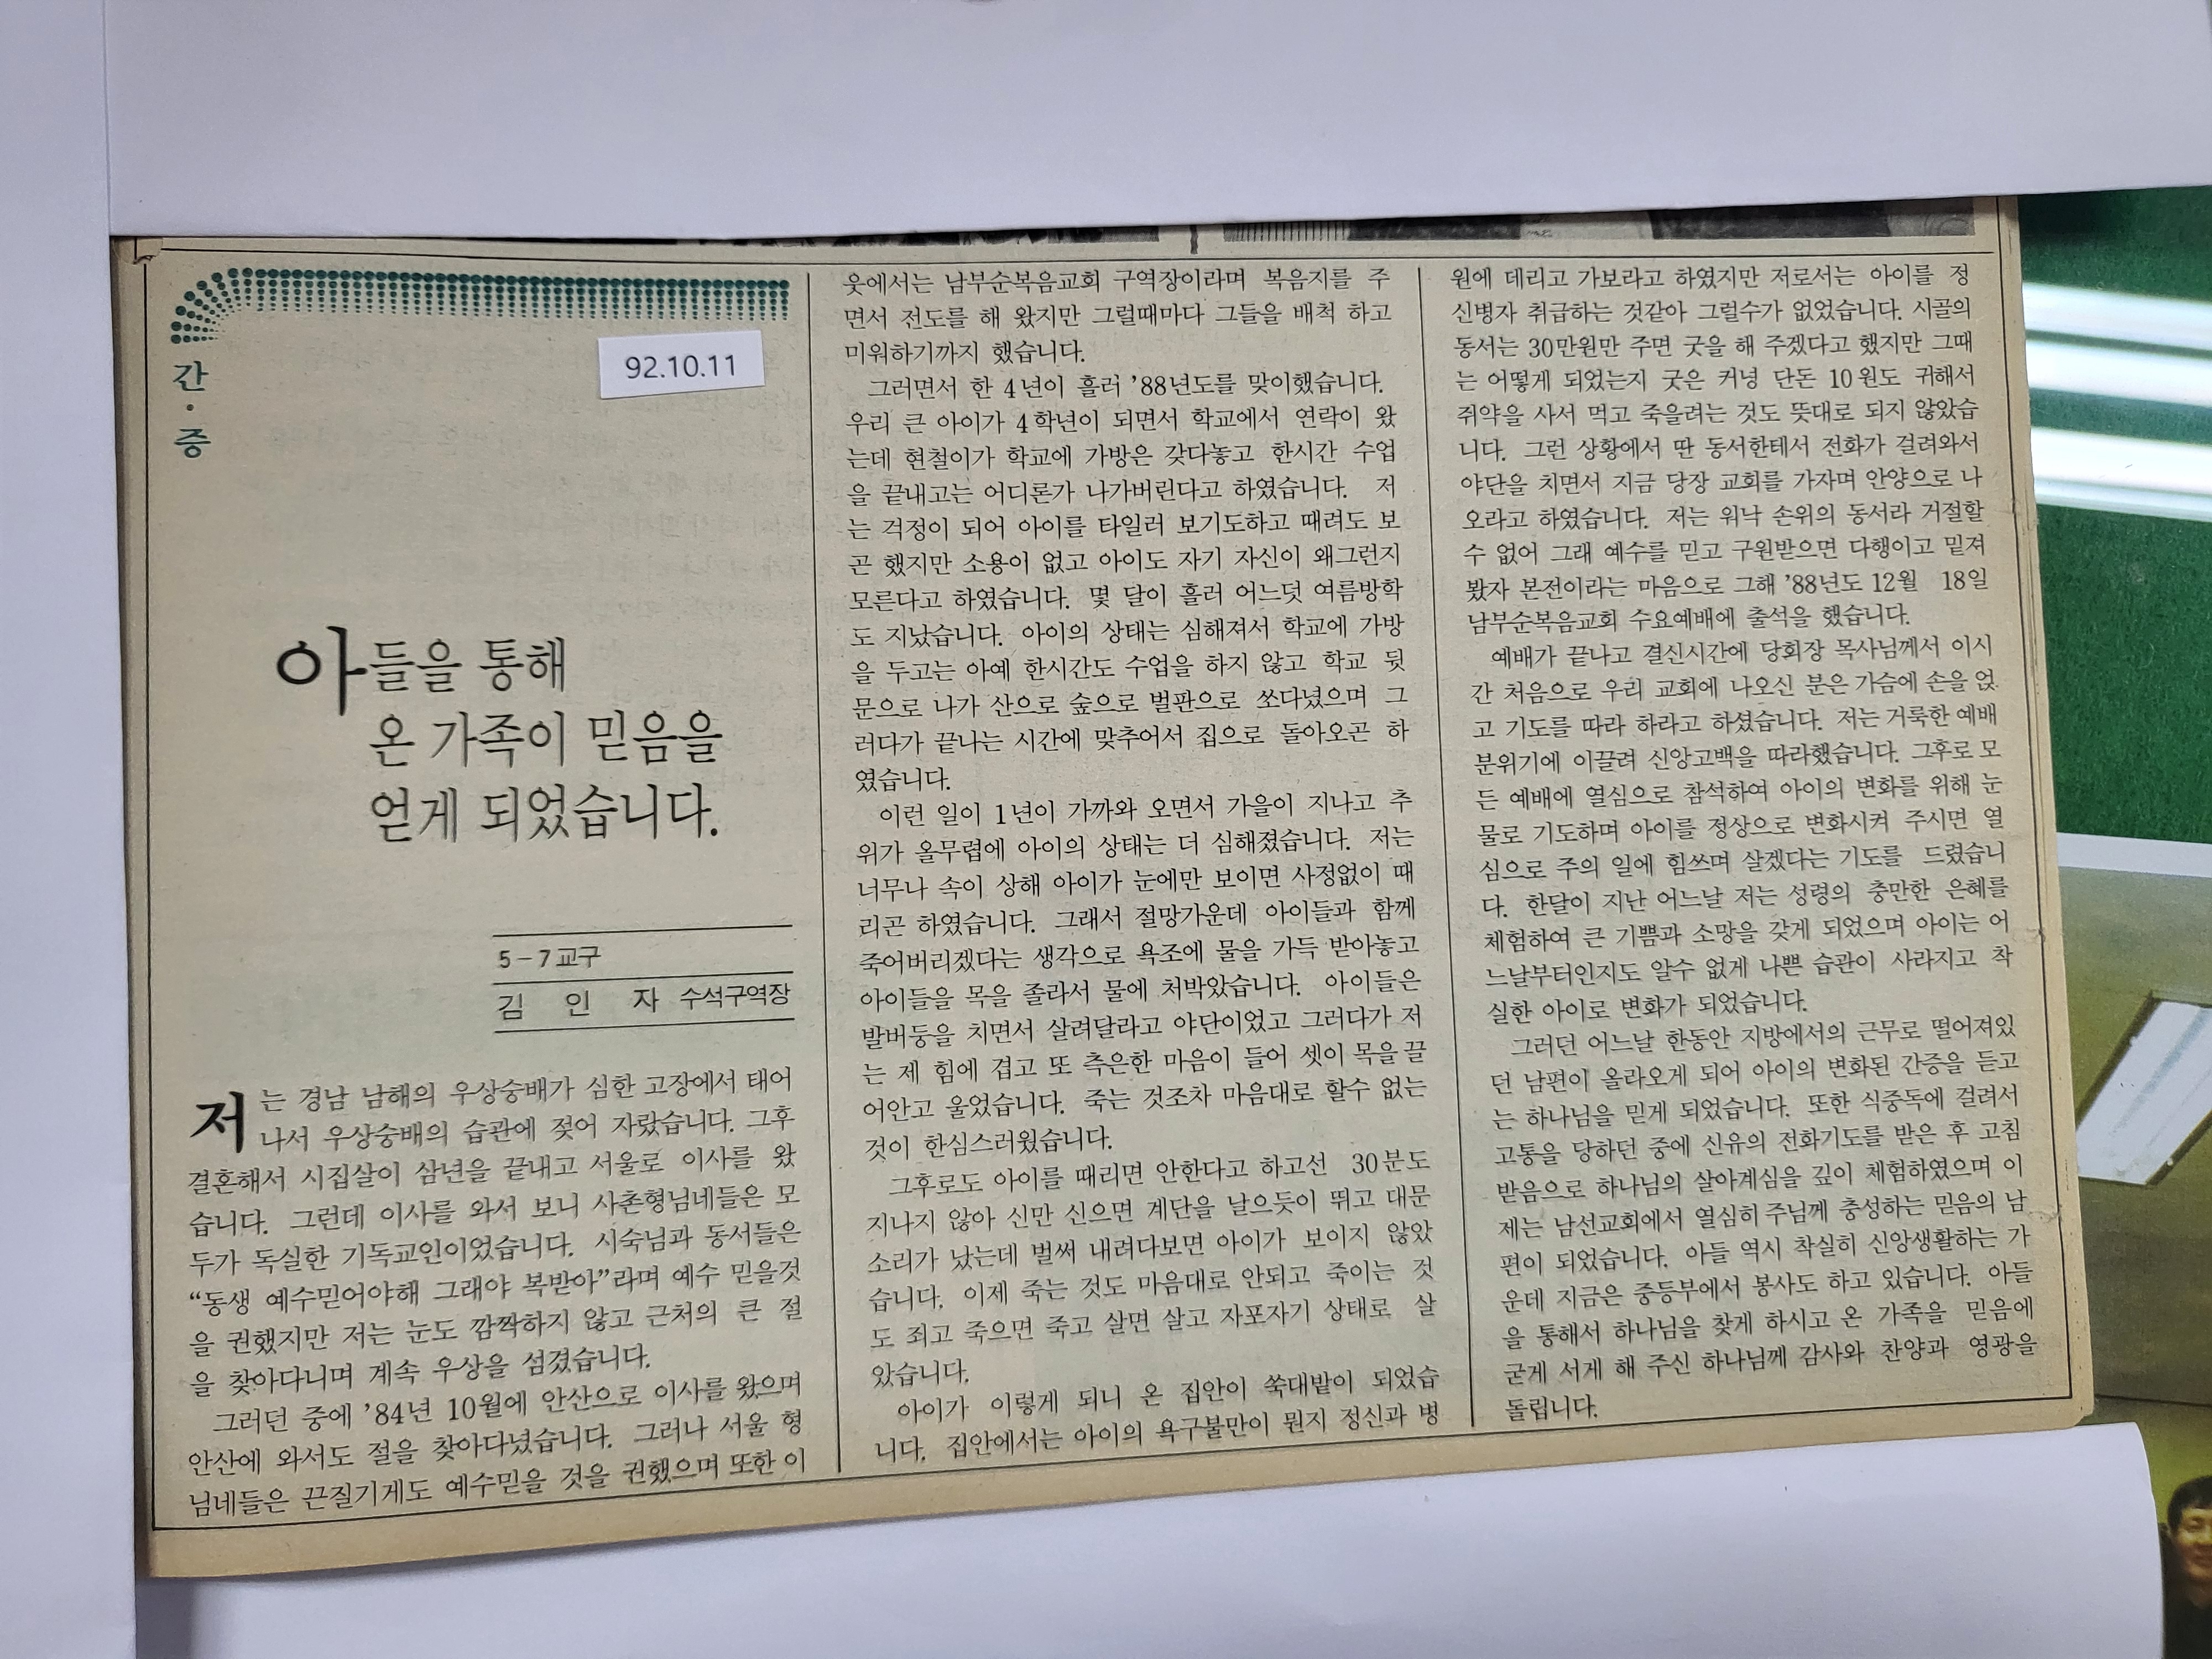 간·증
92.10.11
아들을 통해
온 가족이 믿음을
얻게 되었습니다.
5-7교구
김 인 자 수석구역장
저는 경남 남해의 우상숭배가 심한 고장에서 태어
나서 우상숭배의 습관에 젖어 자랐습니다. 그후
결혼해서 시집살이 삼년을 끝내고 서울로 이사를 왔
습니다. 그런데 이사를 와서 보니 사촌형님네들은 모
두가 독실한 기독교인이었습니다. 시숙님과 동서들은
“동생 예수믿어야해 그래야 복받아”라며 예수 믿을것
을 권했지만 저는 눈도 깜짝하지 않고 근처의 큰 절
을 찾아다니며 계속 우상을 섬겼습니다.
그러던 중에 ’84년 10월에 안산으로 이사를 왔으며
안산에 와서도 절을 찾아다녔습니다. 그러나 서울 형
님네들은 끈질기게도 예수믿을 것을 권했으며 또한 이
웃에서는 남부순복음교회 구역장이라며 복음지를 주
면서 전도를 해 왔지만 그럴때마다 그들을 배척 하고
미워하기까지 했습니다.
그러면서 한 4년이 흘러 ’88년도를 맞이했습니다.
우리 큰 아이가 4학년이 되면서 학교에서 연락이 왔
는데 현철이가 학교에 가방은 갖다놓고 한시간 수업
을 끝내고는 어디론가 나가버린다고 하였습니다. 저
는 걱정이 되어 아이를 타일러 보기도하고 때려도 보
곤 했지만 소용이 없고 아이도 자기 자신이 왜그런지
모른다고 하였습니다. 몇 달이 흘러 어느덧 여름방학
도 지났습니다. 아이의 상태는 심해져서 학교에 가방
을 두고는 아예 한시간도 수업을 하지 않고 학교 뒷
문으로 나가 산으로 숲으로 벌판으로 쏘다녔으며 그
러다가 끝나는 시간에 맞추어서 집으로 돌아오곤 하
였습니다.
이런 일이 1년이 가까와 오면서 가을이 지나고 추
위가 올무렵에 아이의 상태는 더 심해졌습니다. 저는
너무나 속이 상해 아이가 눈에만 보이면 사정없이 때
리곤 하였습니다. 그래서 절망가운데 아이들과 함께
죽어버리겠다는 생각으로 욕조에 물을 가득 받아놓고
아이들을 목을 졸라서 물에 처박았습니다. 아이들은
발버둥을 치면서 살려달라고 야단이었고 그러다가 저
는 제 힘에 겹고 또 측은한 마음이 들어 셋이 목을 끌
어안고 울었습니다. 죽는 것조차 마음대로 할수 없는
것이 한심스러웠습니다.
그후로도 아이를 때리면 안한다고 하고선 30분도
지나지 않아 신만 신으면 계단을 날으듯이 뛰고 대문
소리가 났는데 벌써 내려다보면 아이가 보이지 않았
습니다. 이제 죽는 것도 마음대로 안되고 죽이는 것
도 죄고 죽으면 죽고 살면 살고 자포자기 상태로 살
았습니다.
아이가 이렇게 되니 온 집안이 쑥대밭이 되었습
니다. 집안에서는 아이의 욕구불만이 뭔지 정신과 병
원에 데리고 가보라고 하였지만 저로서는 아이를 정
신병자 취급하는 것같아 그럴수가 없었습니다. 시골의
동서는 30만원만 주면 굿을 해 주겠다고 했지만 그때
는 어떻게 되었는지 굿은 커녕 단돈 10원도 귀해서
쥐약을 사서 먹고 죽을려는 것도 뜻대로 되지 않았습
니다. 그런 상황에서 딴 동서한테서 전화가 걸려와서
야단을 치면서 지금 당장 교회를 가자며 안양으로 나
오라고 하였습니다. 저는 워낙 손위의 동서라 거절할
수 없어 그래 예수를 믿고 구원받으면 다행이고 밑져
봤자 본전이라는 마음으로 그해 ’88년도 12월 18일
남부순복음교회 수요예배에 출석을 했습니다.
예배가 끝나고 결신시간에 당회장 목사님께서 이시
간 처음으로 우리 교회에 나오신 분은 가슴에 손을 얹
고 기도를 따라 하라고 하셨습니다. 저는 거룩한 예배
분위기에 이끌려 신앙고백을 따라했습니다. 그후로 모
든 예배에 열심으로 참석하여 아이의 변화를 위해 눈
물로 기도하며 아이를 정상으로 변화시켜 주시면 열
심으로 주의 일에 힘쓰며 살겠다는 기도를 드렸습니
다. 한달이 지난 어느날 저는 성령의 충만한 은혜를
체험하여 큰 기쁨과 소망을 갖게 되었으며 아이는 어
느날부터인지도 알수 없게 나쁜 습관이 사라지고 착
실한 아이로 변화가 되었습니다.
그러던 어느날 한동안 지방에서의 근무로 떨어져있
던 남편이 올라오게 되어 아이의 변화된 간증을 듣고
는 하나님을 믿게 되었습니다. 또한 식중독에 걸려서
고통을 당하던 중에 신유의 전화기도를 받은 후 고침
받음으로 하나님의 살아계심을 깊이 체험하였으며 이
제는 남선교회에서 열심히 주님께 충성하는 믿음의 남
편이 되었습니다. 아들 역시 착실히 신앙생활하는 가
운데 지금은 중등부에서 봉사도 하고 있습니다. 아들
을 통해서 하나님을 찾게 하시고 온 가족을 믿음에
굳게 서게 해 주신 하나님께 감사와 찬양과 영광을
돌립니다.